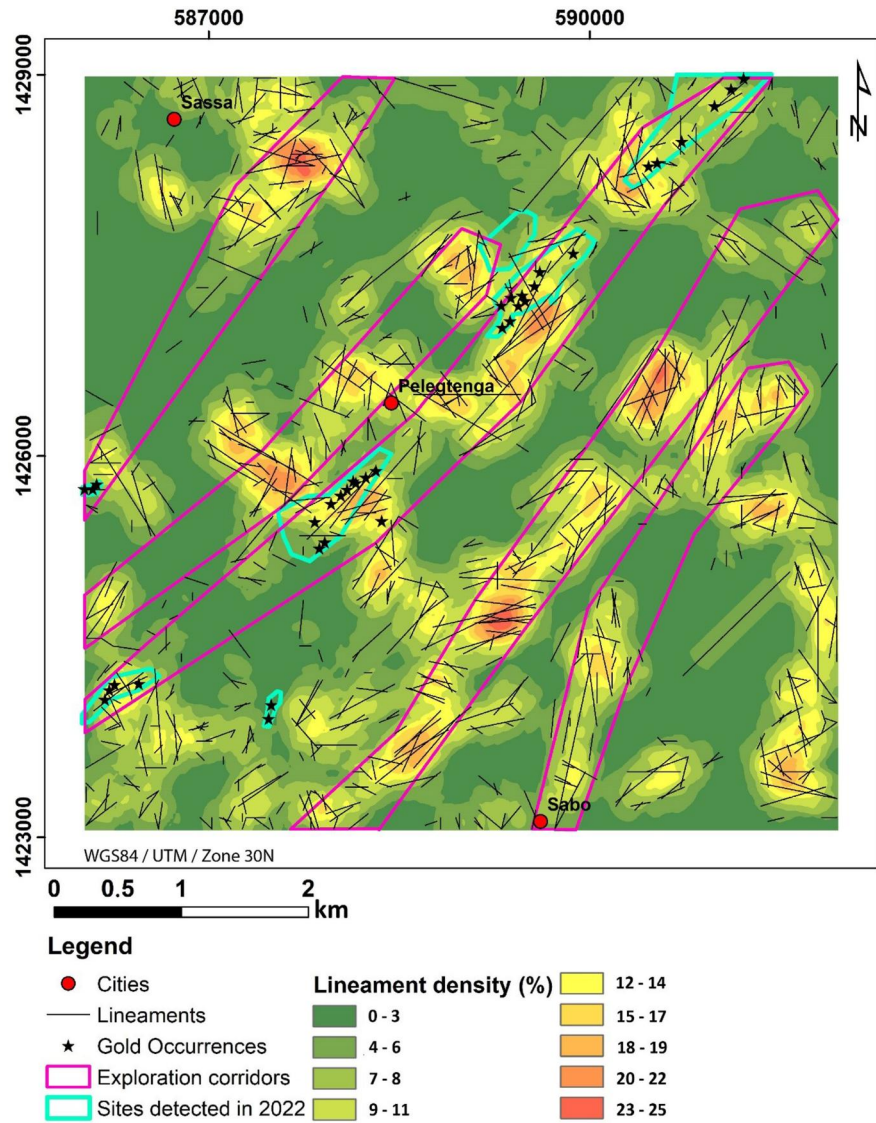 587000 590000
1429000
1426000
1423000
N
Sassa
Pelegtenga
Sabo
WGS84 / UTM / Zone 30N
0 0.5 1 2
km
Legend
Cities
Lineaments
Gold Occurrences
Exploration corridors
Sites detected in 2022
Lineament density (%)
0 - 3
4 - 6
7 - 8
9 - 11
12 - 14
15 - 17
18 - 19
20 - 22
23 - 25